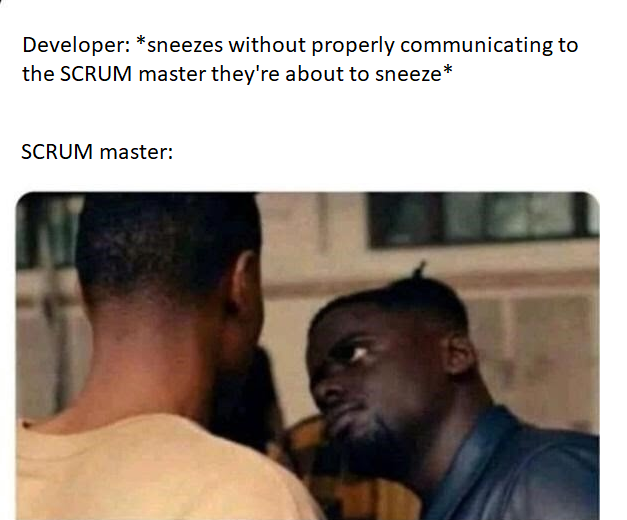 Developer: *sneezes without properly communicating to
the SCRUM master they're about to sneeze*
SCRUM master: